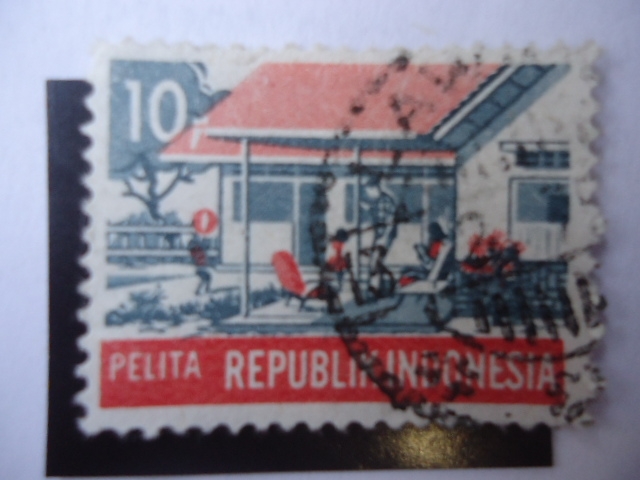 10,-
PELITA REPUBLIK INDONESIA